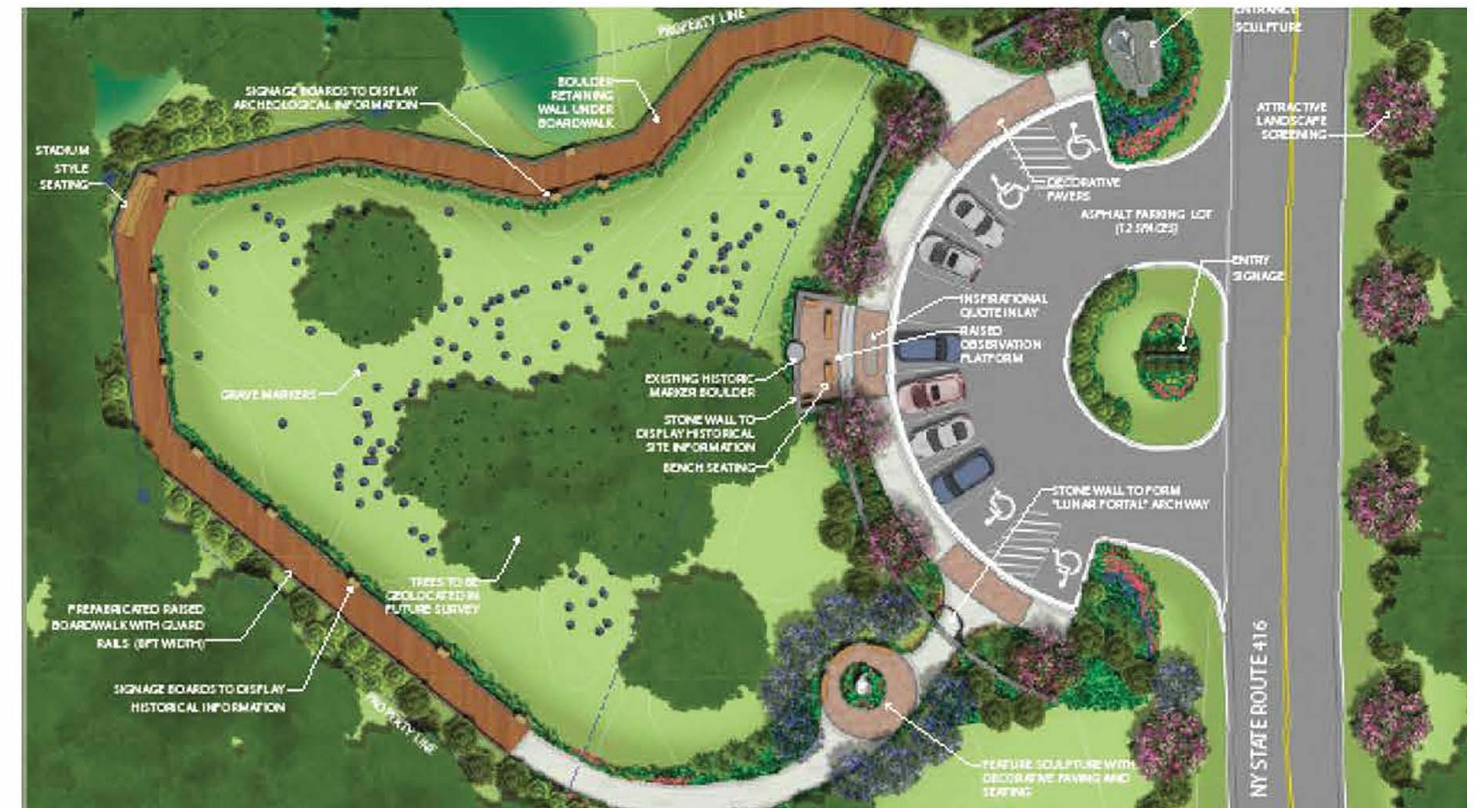 PROPERTY LINE
ENTRANCE
SCULPTURE
BOULDER
RETAINING
WALL UNDER
BOARDWALK
SIGNAGE BOARDS TO DISPLAY
ARCHEOLOGICAL INFORMATION
ATTRACTIVE
LANDSCAPE
SCREENING
STADIUM
STYLE
SEATING
DECORATIVE
PAVERS
ASPHALT PARKING LOT
(12 SPACES)
ENTRY
SIGNAGE
INSPIRATIONAL
QUOTE INLAY
RAISED
OBSERVATION
PLATFORM
EXISTING HISTORIC
MARKER BOULDER
GRAVE MARKERS
STONE WALL TO
DISPLAY HISTORICAL
SITE INFORMATION
BENCH SEATING
STONE WALL TO FORM
"LUNAR PORTAL" ARCHWAY
TREES TO BE
GEOLOCATED IN
FUTURE SURVEY
PREFABRICATED RAISED
BOARDWALK WITH GUARD
RAILS (8FT WIDTH)
SIGNAGE BOARDS TO DISPLAY
HISTORICAL INFORMATION
PROPERTY LINE
NY STATE ROUTE 416
FEATURE SCULPTURE WITH
DECORATIVE PAVING AND
SEATING